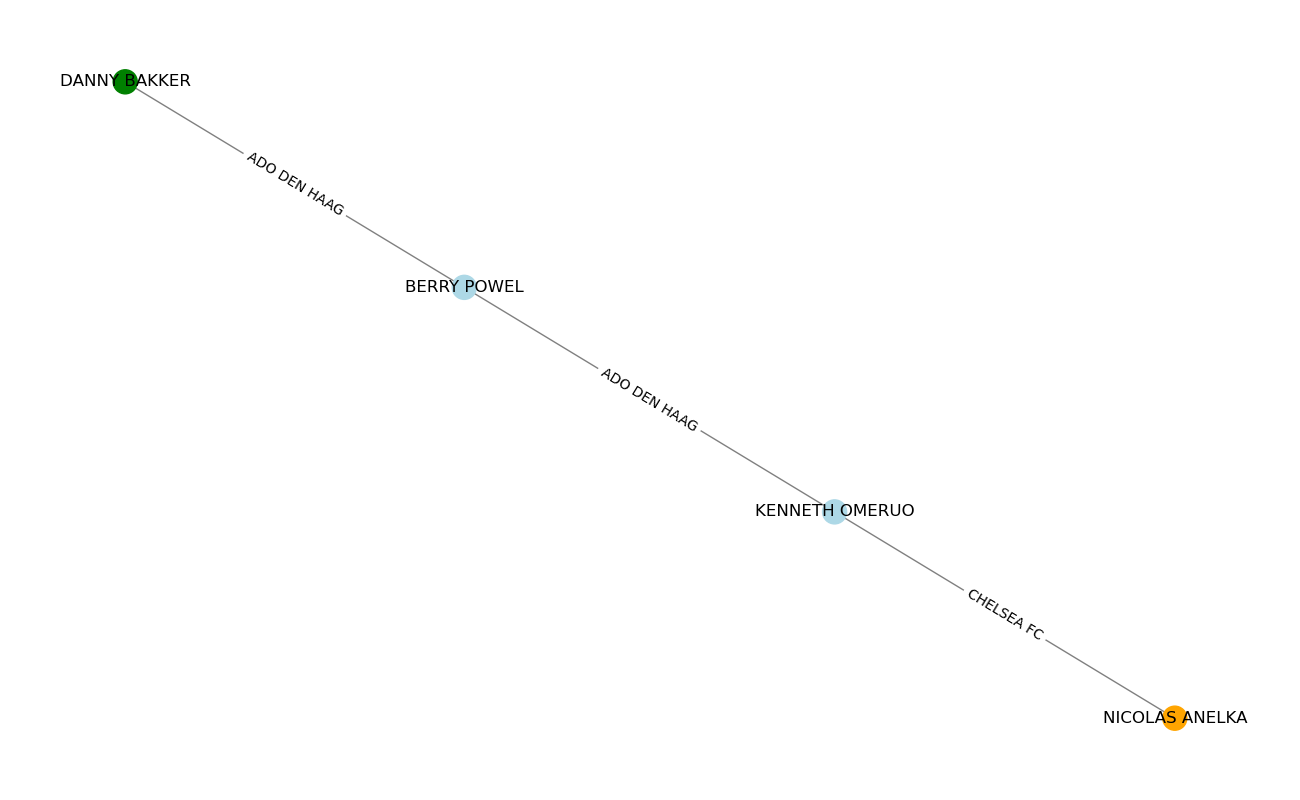 DANNY BAKKER
ADO DEN HAAG
BERRY POWEL
ADO DEN HAAG
KENNETH OMERUO
CHELSEA FC
NICOLAS ANELKA